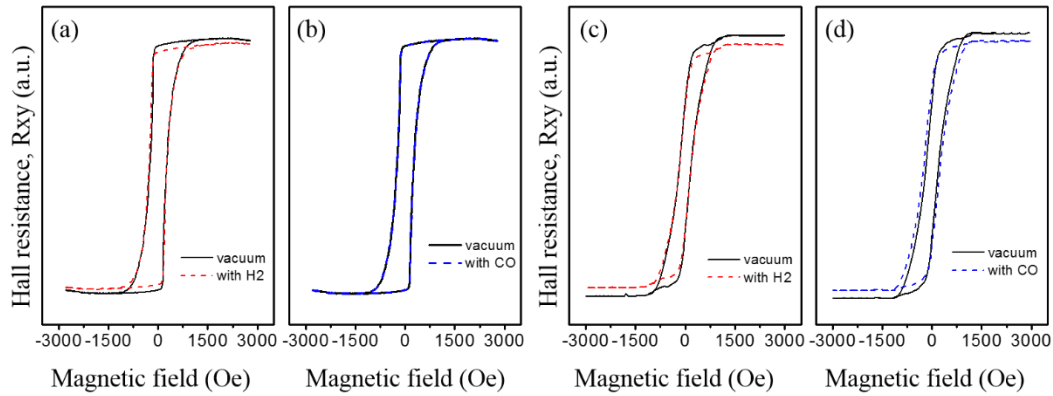 (a)
(b)
(c)
(d)
Hall resistance, Rxy (a.u.)
vacuum
with H2
vacuum
with CO
Hall resistance, Rxy (a.u.)
vacuum
with H2
vacuum
with CO
-3000 -1500 0 1500 3000
-3000 -1500 0 1500 3000
-3000 -1500 0 1500 3000
-3000 -1500 0 1500 3000
Magnetic field (Oe)
Magnetic field (Oe)
Magnetic field (Oe)
Magnetic field (Oe)